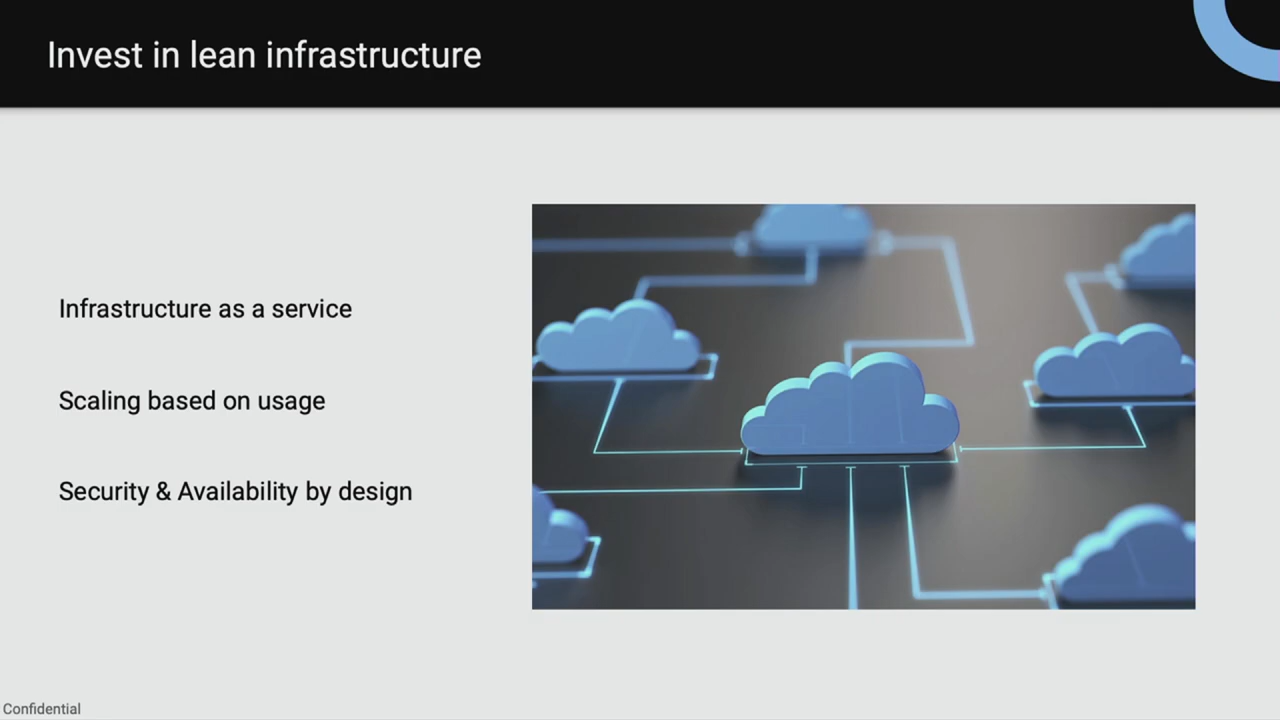 Invest in lean infrastructure
Infrastructure as a service
Scaling based on usage
Security & Availability by design
Confidential